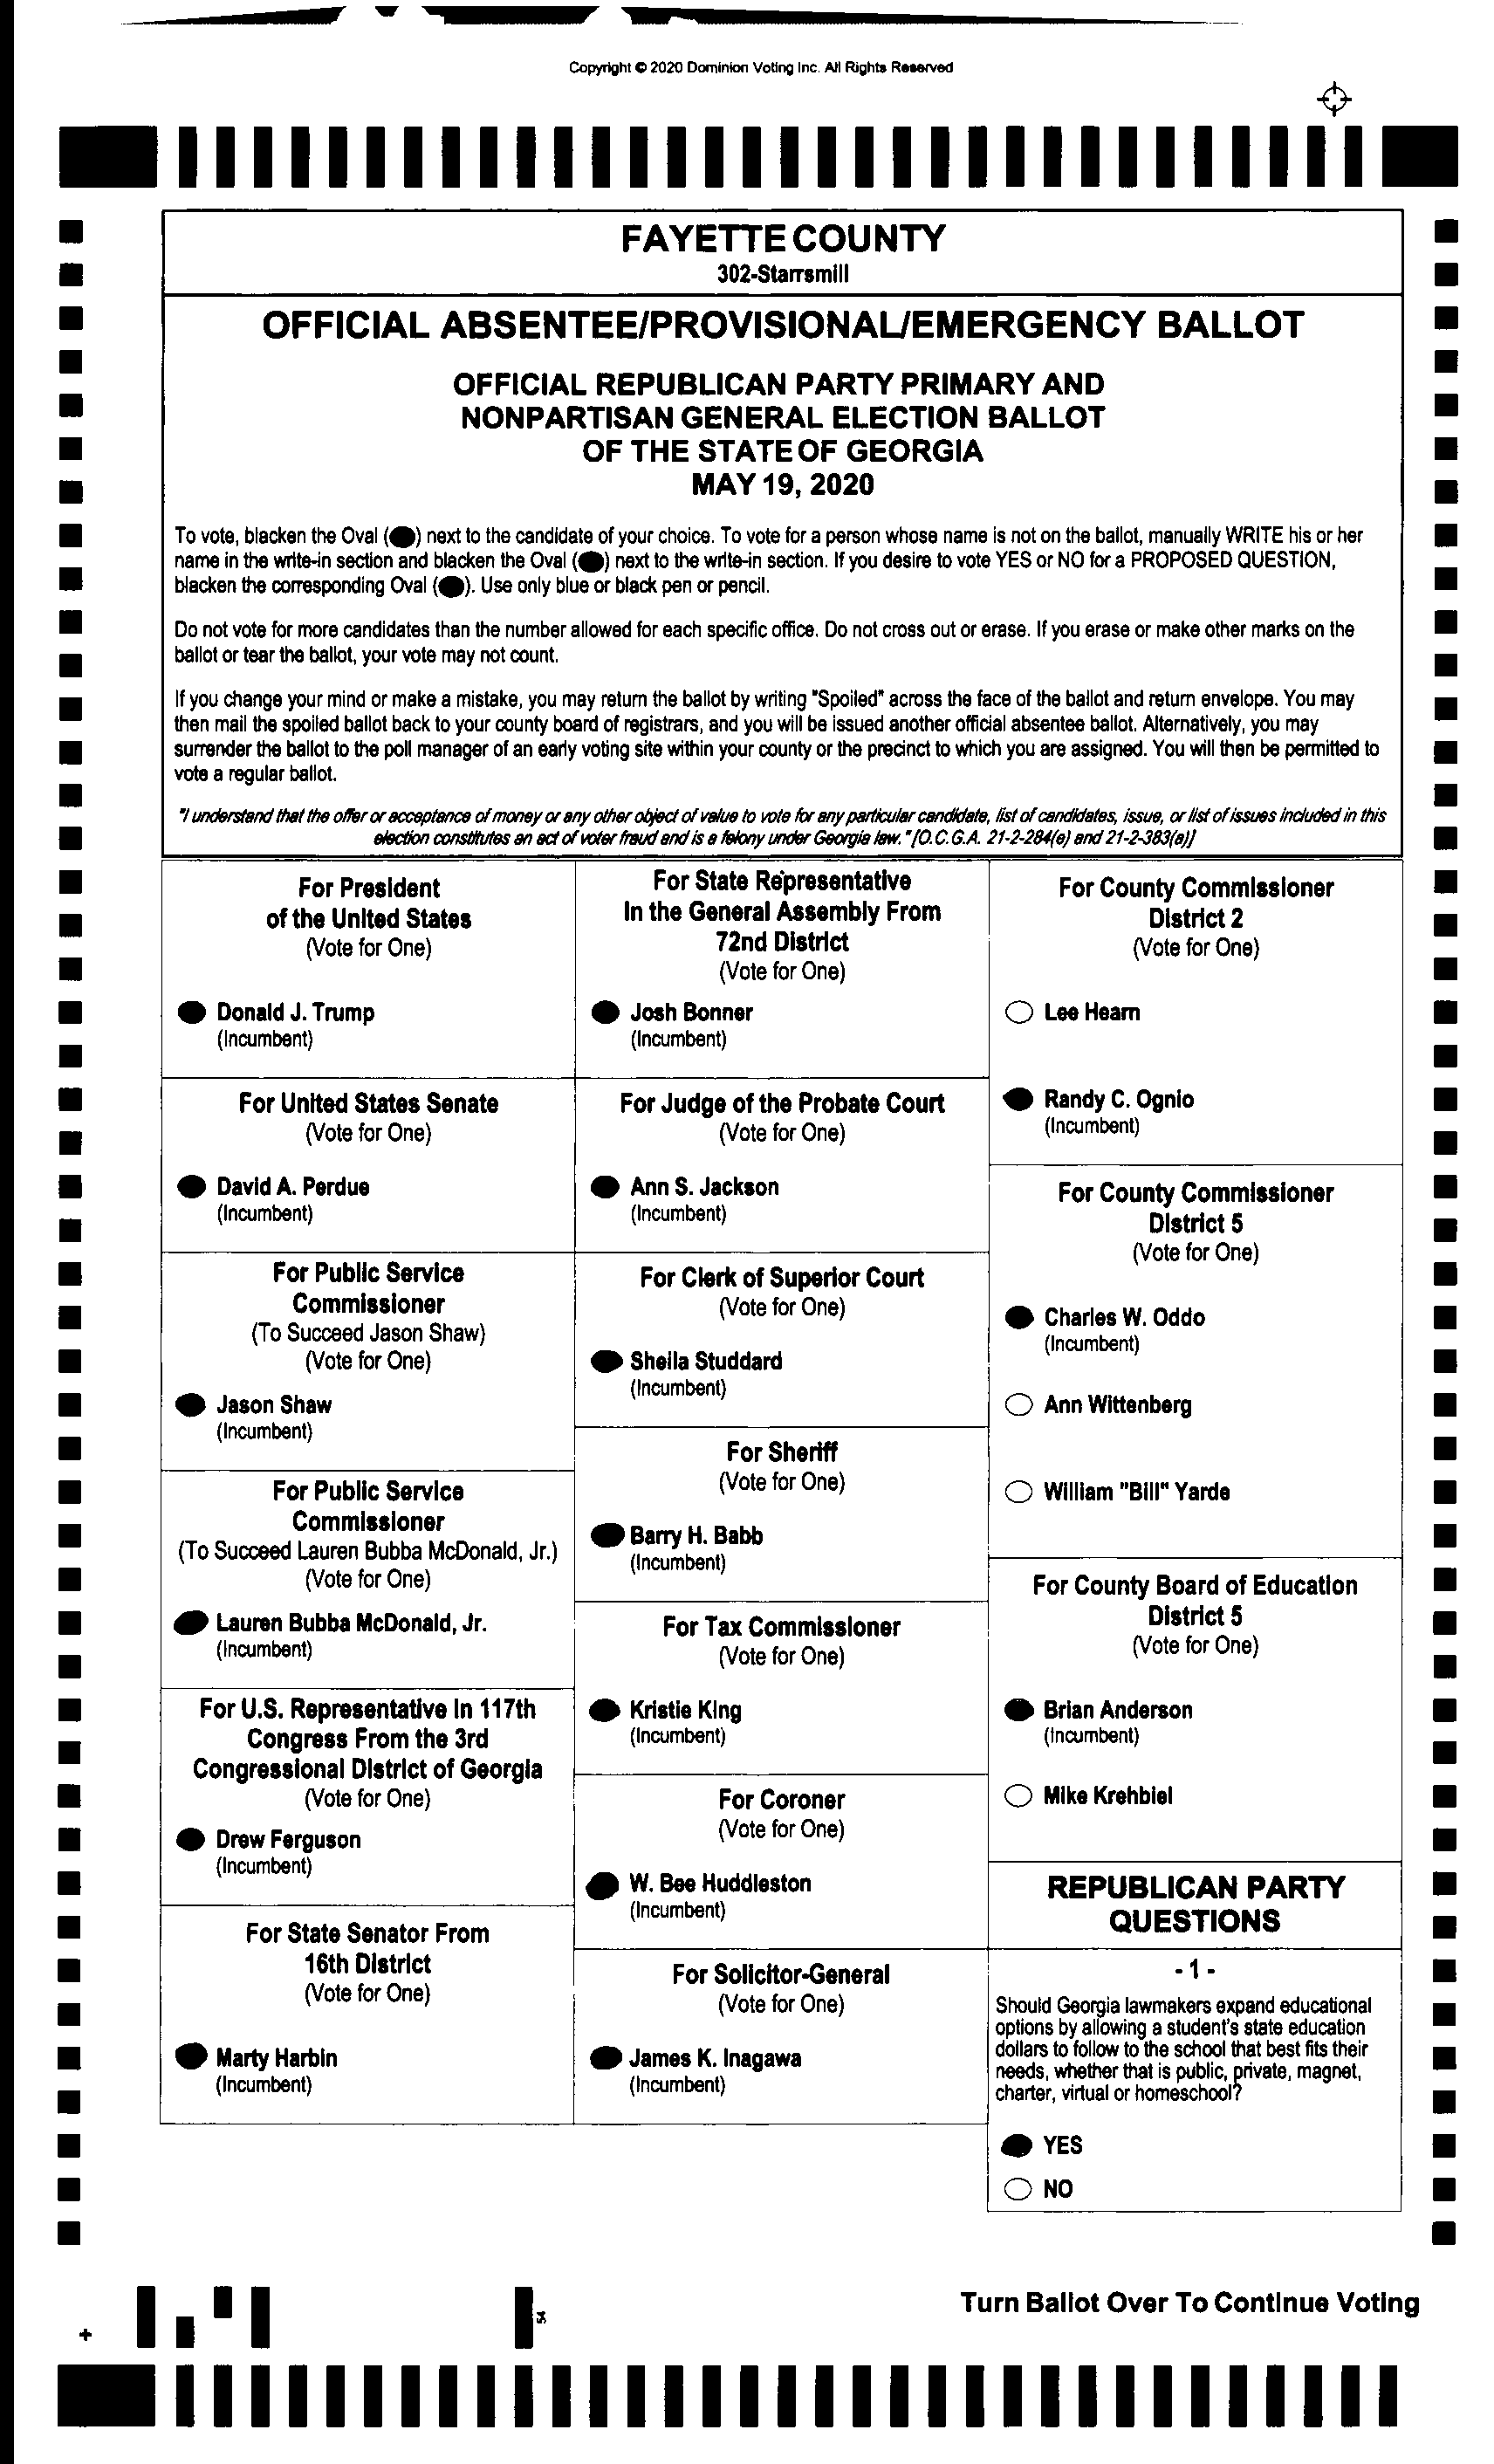 Copyright © 2020 Dominion Voting Inc. All Rights Reserved
FAYETTE COUNTY
302-Starrsmill
OFFICIAL ABSENTEE/PROVISIONAL/EMERGENCY BALLOT
OFFICIAL REPUBLICAN PARTY PRIMARY AND
NONPARTISAN GENERAL ELECTION BALLOT
OF THE STATE OF GEORGIA
MAY 19, 2020
To vote, blacken the Oval ( ) next to the candidate of your choice. To vote for a person whose name is not on the ballot, manually WRITE his or her
name in the write-in section and blacken the Oval ( ) next to the write-in section. If you desire to vote YES or NO for a PROPOSED QUESTION,
blacken the corresponding Oval ( ). Use only blue or black pen or pencil.
Do not vote for more candidates than the number allowed for each specific office. Do not cross out or erase. If you erase or make other marks on the
ballot or tear the ballot, your vote may not count.
If you change your mind or make a mistake, you may return the ballot by writing "Spoiled" across the face of the ballot and return envelope. You may
then mail the spoiled ballot back to your county board of registrars, and you will be issued another official absentee ballot. Alternatively, you may
surrender the ballot to the poll manager of an early voting site within your county or the precinct to which you are assigned. You will then be permitted to
vote a regular ballot.
"I understand that the offer or acceptance of money or any other object of value to vote for any particular candidate, list of candidates, issue, or list of issues included in this
election constitutes an act of voter fraud and is a felony under Georgia law." [O.C.G.A. 21-2-284(e) and 21-2-383(a)]
For President
of the United States
(Vote for One)
Donald J. Trump
(Incumbent)
For United States Senate
(Vote for One)
David A. Perdue
(Incumbent)
For Public Service
Commissioner
(To Succeed Jason Shaw)
(Vote for One)
Jason Shaw
(Incumbent)
For Public Service
Commissioner
(To Succeed Lauren Bubba McDonald, Jr.)
(Vote for One)
Lauren Bubba McDonald, Jr.
(Incumbent)
For U.S. Representative in 117th
Congress From the 3rd
Congressional District of Georgia
(Vote for One)
Drew Ferguson
(Incumbent)
For State Senator From
16th District
(Vote for One)
Marty Harbin
(Incumbent)
For State Representative
In the General Assembly From
72nd District
(Vote for One)
Josh Bonner
(Incumbent)
For Judge of the Probate Court
(Vote for One)
Ann S. Jackson
(Incumbent)
For Clerk of Superior Court
(Vote for One)
Sheila Studdard
(Incumbent)
For Sheriff
(Vote for One)
Barry H. Babb
(Incumbent)
For Tax Commissioner
(Vote for One)
Kristie King
(Incumbent)
For Coroner
(Vote for One)
W. Bee Huddleston
(Incumbent)
For Solicitor-General
(Vote for One)
James K. Inagawa
(Incumbent)
For County Commissioner
District 2
(Vote for One)
Lee Hearn
Randy C. Ognio
(Incumbent)
For County Commissioner
District 5
(Vote for One)
Charles W. Oddo
(Incumbent)
Ann Wittenberg
William "Bill" Yarde
For County Board of Education
District 5
(Vote for One)
Brian Anderson
(Incumbent)
Mike Krehbiel
REPUBLICAN PARTY
QUESTIONS
- 1 -
Should Georgia lawmakers expand educational
options by allowing a student's state education
dollars to follow to the school that best fits their
needs, whether that is public, private, magnet,
charter, virtual or homeschool?
YES
NO
54
Turn Ballot Over To Continue Voting